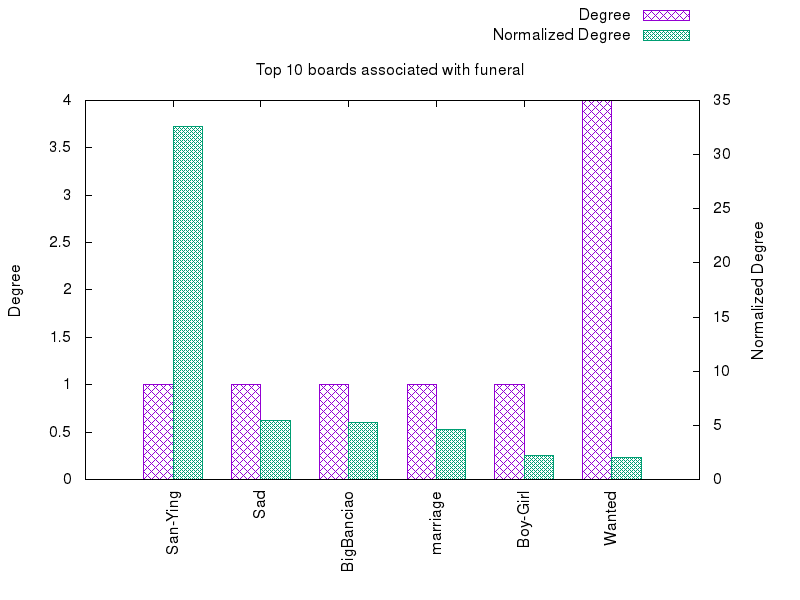 Degree
Normalized Degree
Top 10 boards associated with funeral
4
3.5
3
2.5
2
1.5
1
0.5
0
35
30
25
20
15
10
5
0
Degree
Normalized Degree
San-Ying
Sad
BigBanciao
marriage
Boy-Girl
Wanted